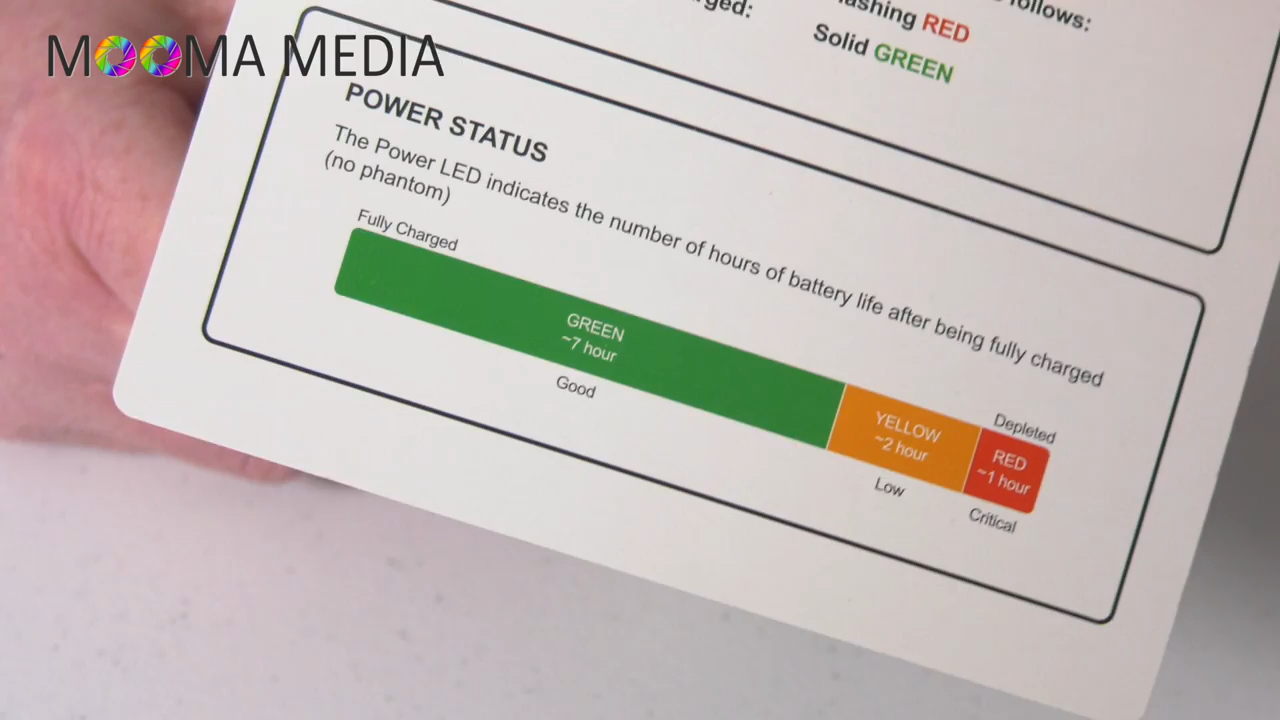 MOOMA MEDIA
follows:
RED
Solid GREEN
POWER STATUS
The Power LED indicates the number of hours of battery life after being fully charged
(no phantom)
Fully Charged
GREEN
~7 hour
Good
YELLOW
~2 hour
Low
Depleted
RED
~1 hour
Critical